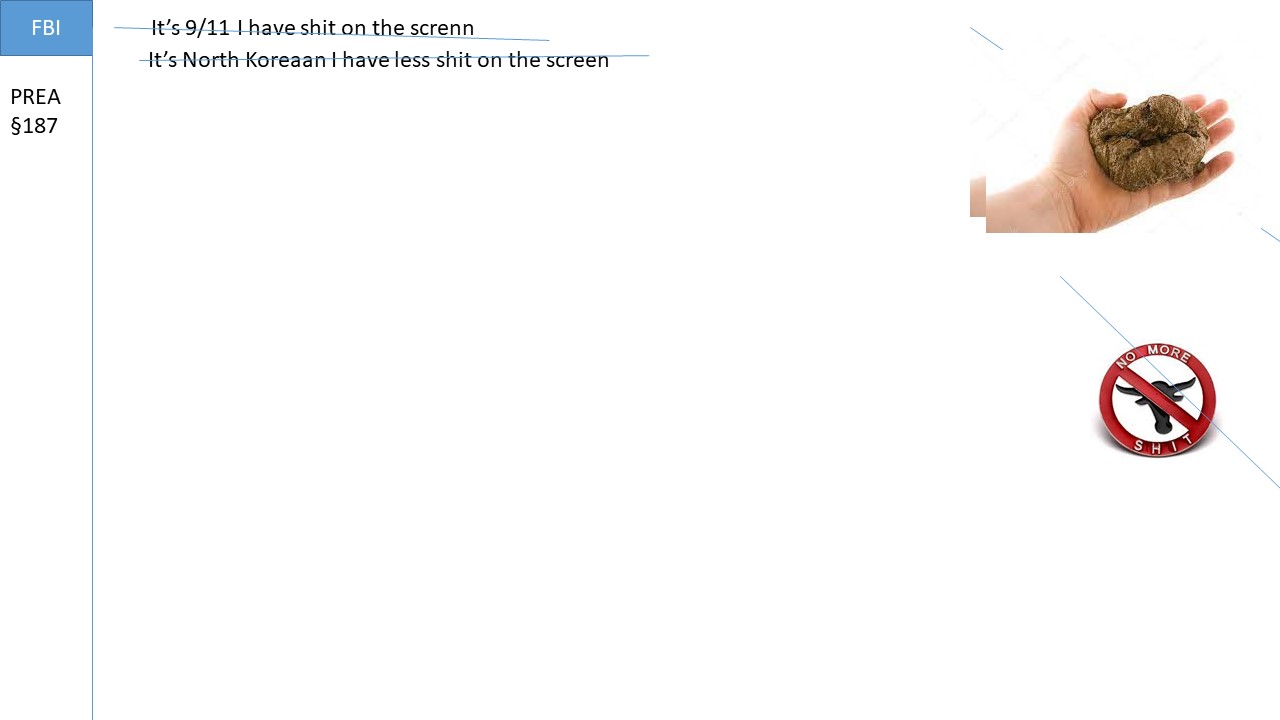 FBI
It's 9/11 I have shit on the screnn
It's North Koreaan I have less shit on the screen
PREA
§187
NO MORE
SHIT